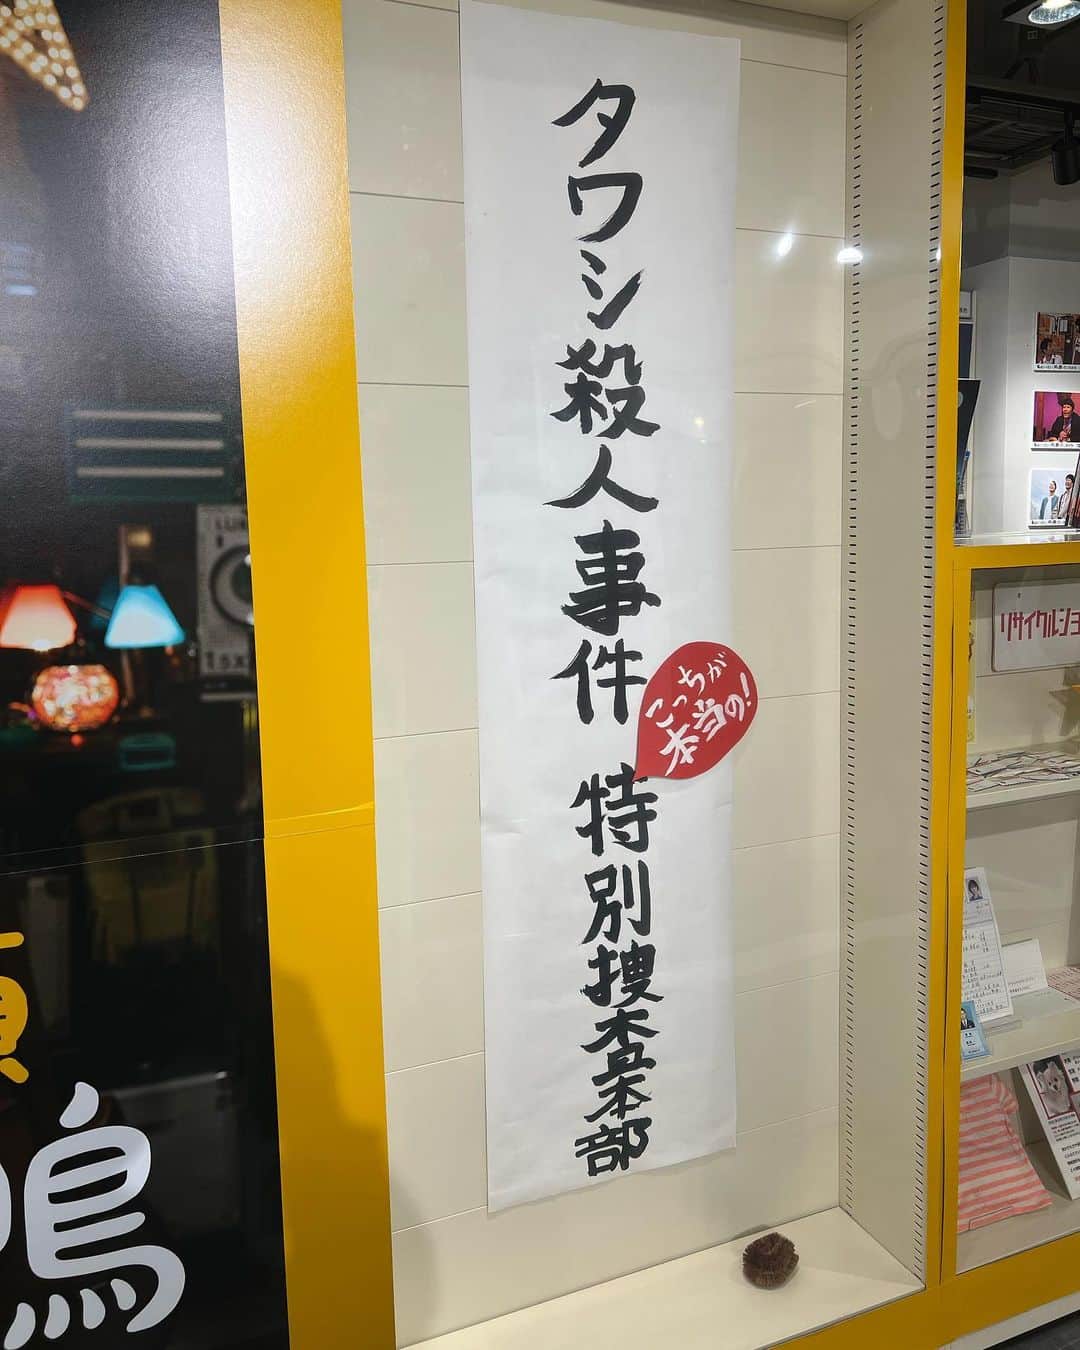 タワシ殺人事件 特別捜査本部
こっちが
本当の!
リサイクルショ
鳴